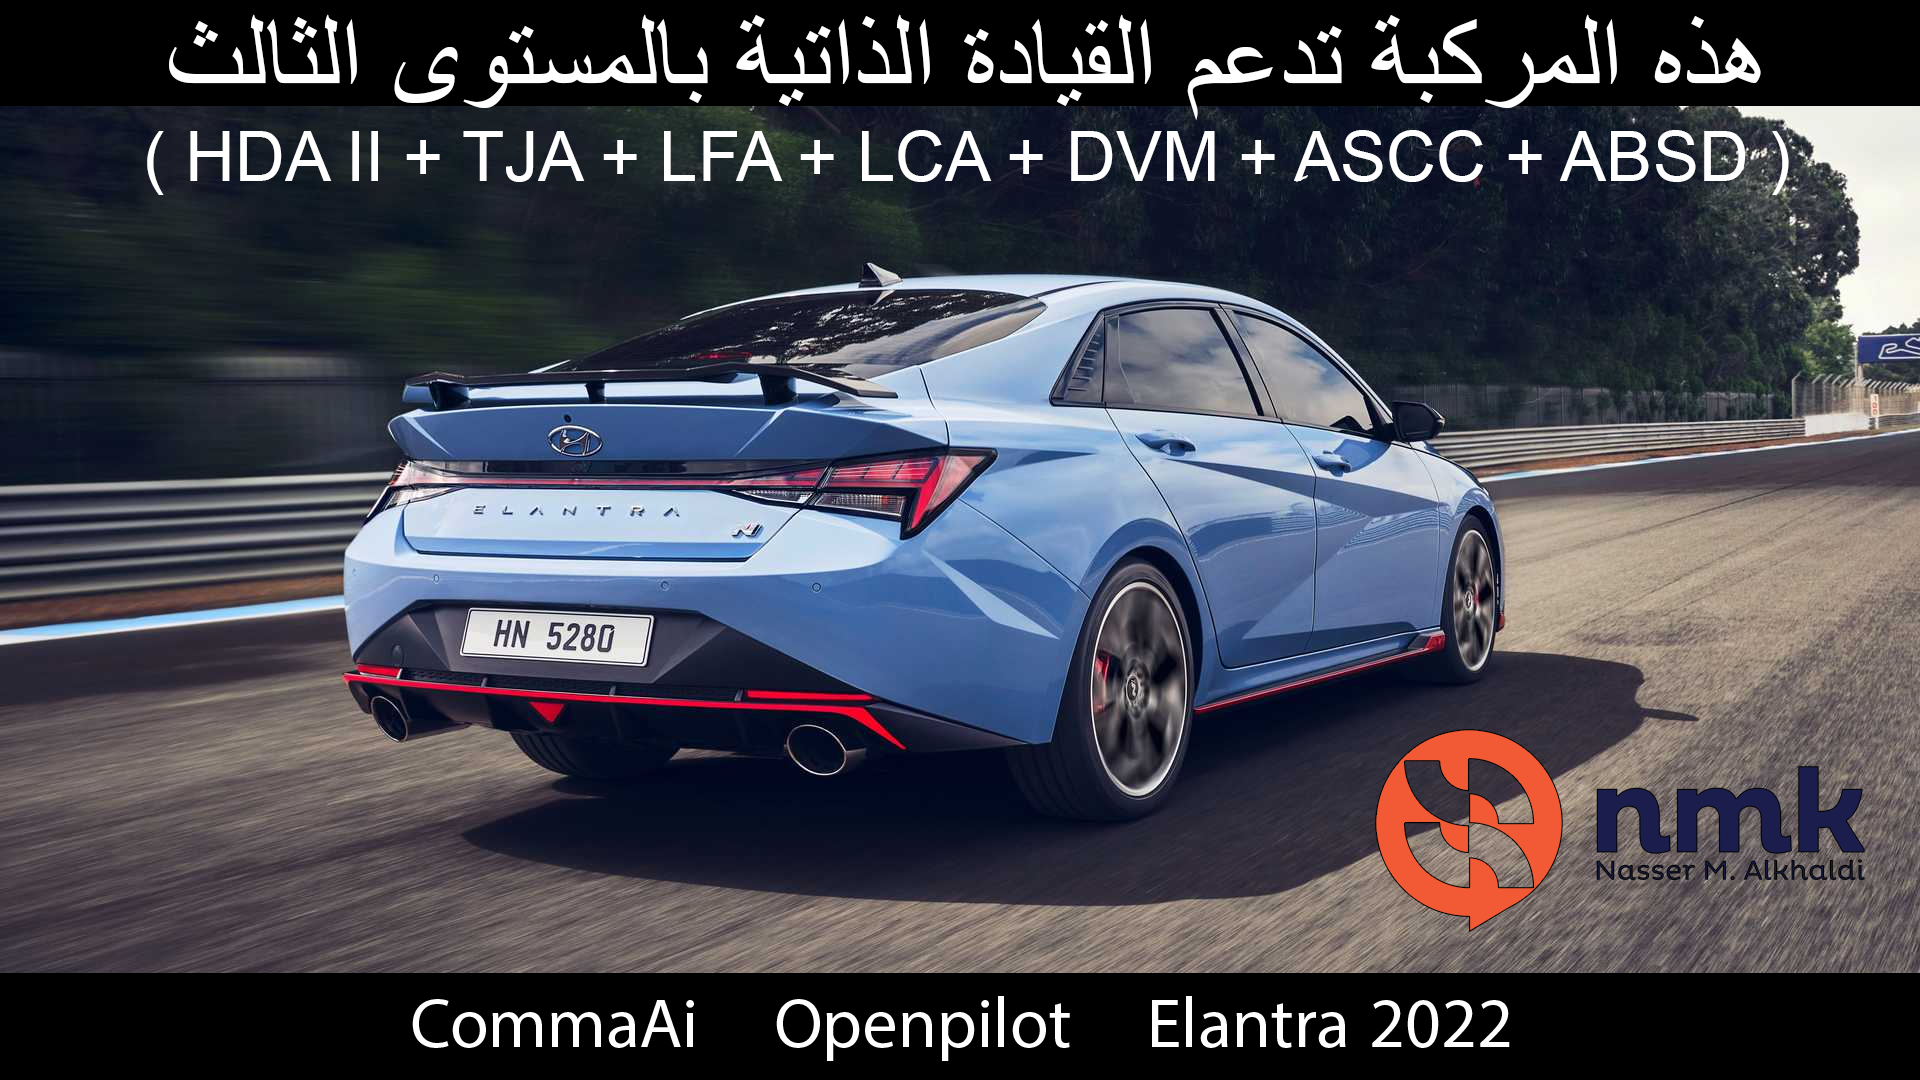 هذه المركبة تدعم القيادة الذاتية بالمستوى الثالث
( HDA II + TJA + LFA + LCA + DVM + ASCC + ABSD )
ELANTRA N
HN 5280
nmk
Nasser M. Alkhaldi
CommaAi Openpilot Elantra 2022